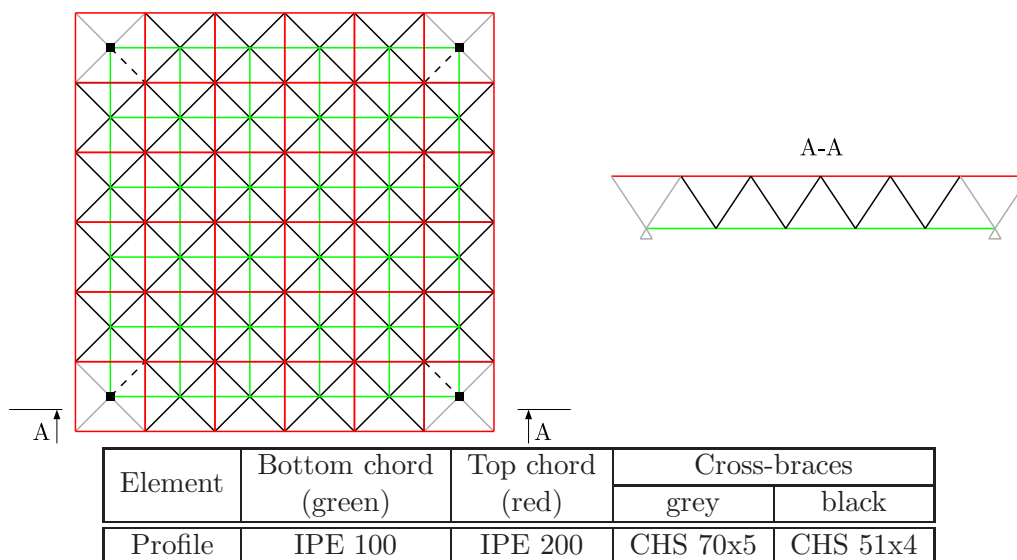 A-A
A
A
Element Bottom chord (green) Top chord (red) Cross-braces
grey black
Profile IPE 100 IPE 200 CHS 70x5 CHS 51x4